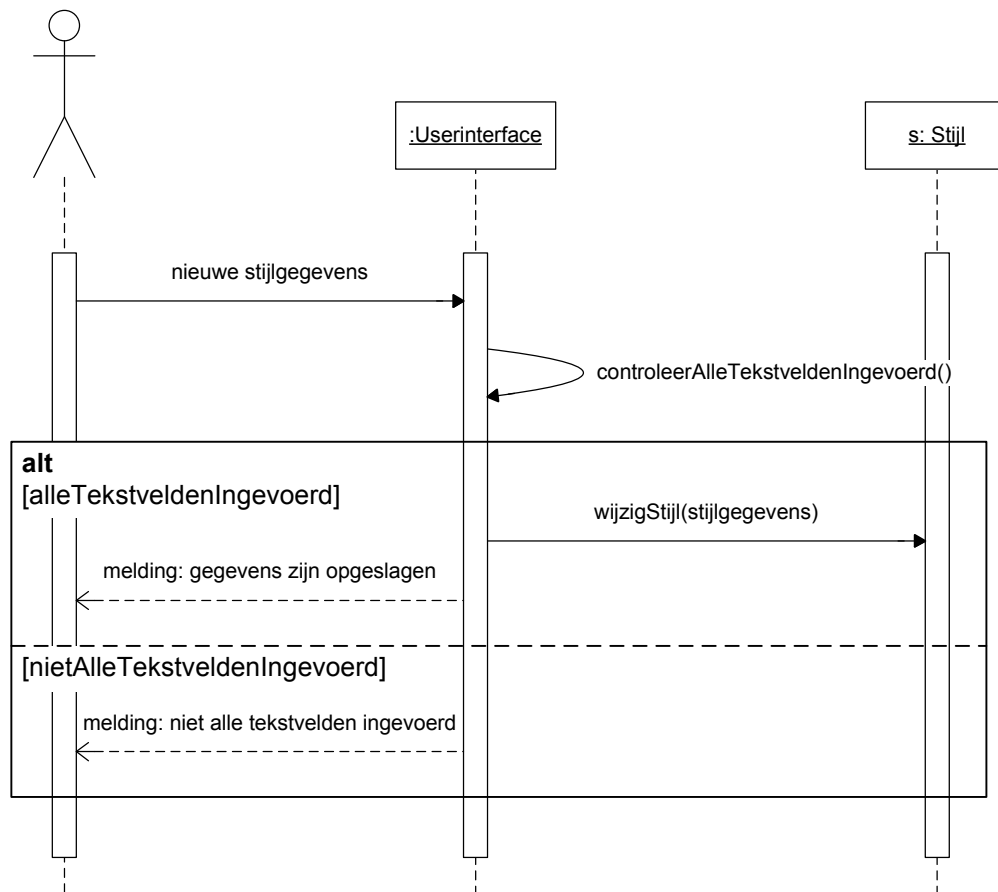 :Userinterface
s: Stijl
nieuwe stijlgegevens
controleerAlleTekstveldenIngevoerd()
alt
[alleTekstveldenIngevoerd]
wijzigStijl(stijlgegevens)
melding: gegevens zijn opgeslagen
[nietAlleTekstveldenIngevoerd]
melding: niet alle tekstvelden ingevoerd